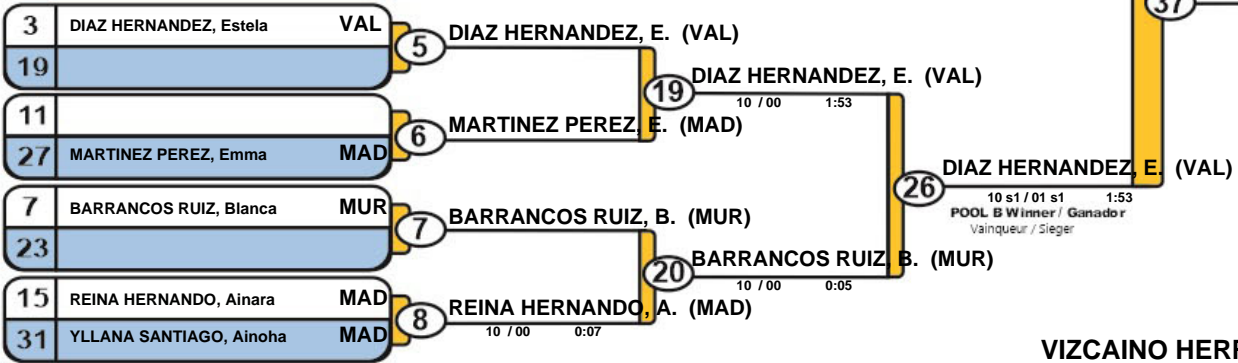 3 DIAZ HERNANDEZ, Estela VAL
19
5
DIAZ HERNANDEZ, E. (VAL)
11
27 MARTINEZ PEREZ, Emma MAD
6
MARTINEZ PEREZ, E. (MAD)
19
DIAZ HERNANDEZ, E. (VAL)
10 / 00 1:53
7 BARRANCOS RUIZ, Blanca MUR
23
7
BARRANCOS RUIZ, B. (MUR)
15 REINA HERNANDO, Ainara MAD
31 YLLANA SANTIAGO, Ainoha MAD
8
REINA HERNANDO, A. (MAD)
10 / 00 0:07
20
BARRANCOS RUIZ, B. (MUR)
10 / 00 0:05
26
DIAZ HERNANDEZ, E. (VAL)
10 s1 / 01 s1 1:53
POOL B Winner / Ganador
Vainqueur / Sieger
37
VIZCAINO